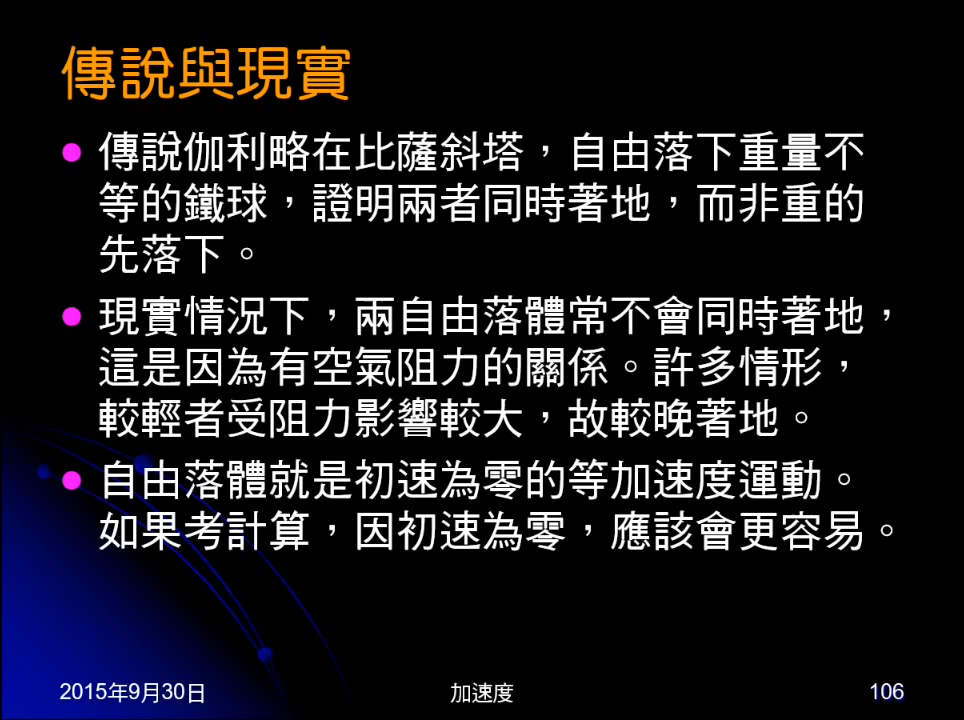 傳說與現實
傳說伽利略在比薩斜塔，自由落下重量不
等的鐵球，證明兩者同時著地，而非重的
先落下。
現實情況下，兩自由落體常不會同時著地，
這是因為有空氣阻力的關係。許多情形，
較輕者受阻力影響較大，故較晚著地。
自由落體就是初速為零的等加速度運動。
如果考計算，因初速為零，應該會更容易。
2015年9月30日
加速度
106